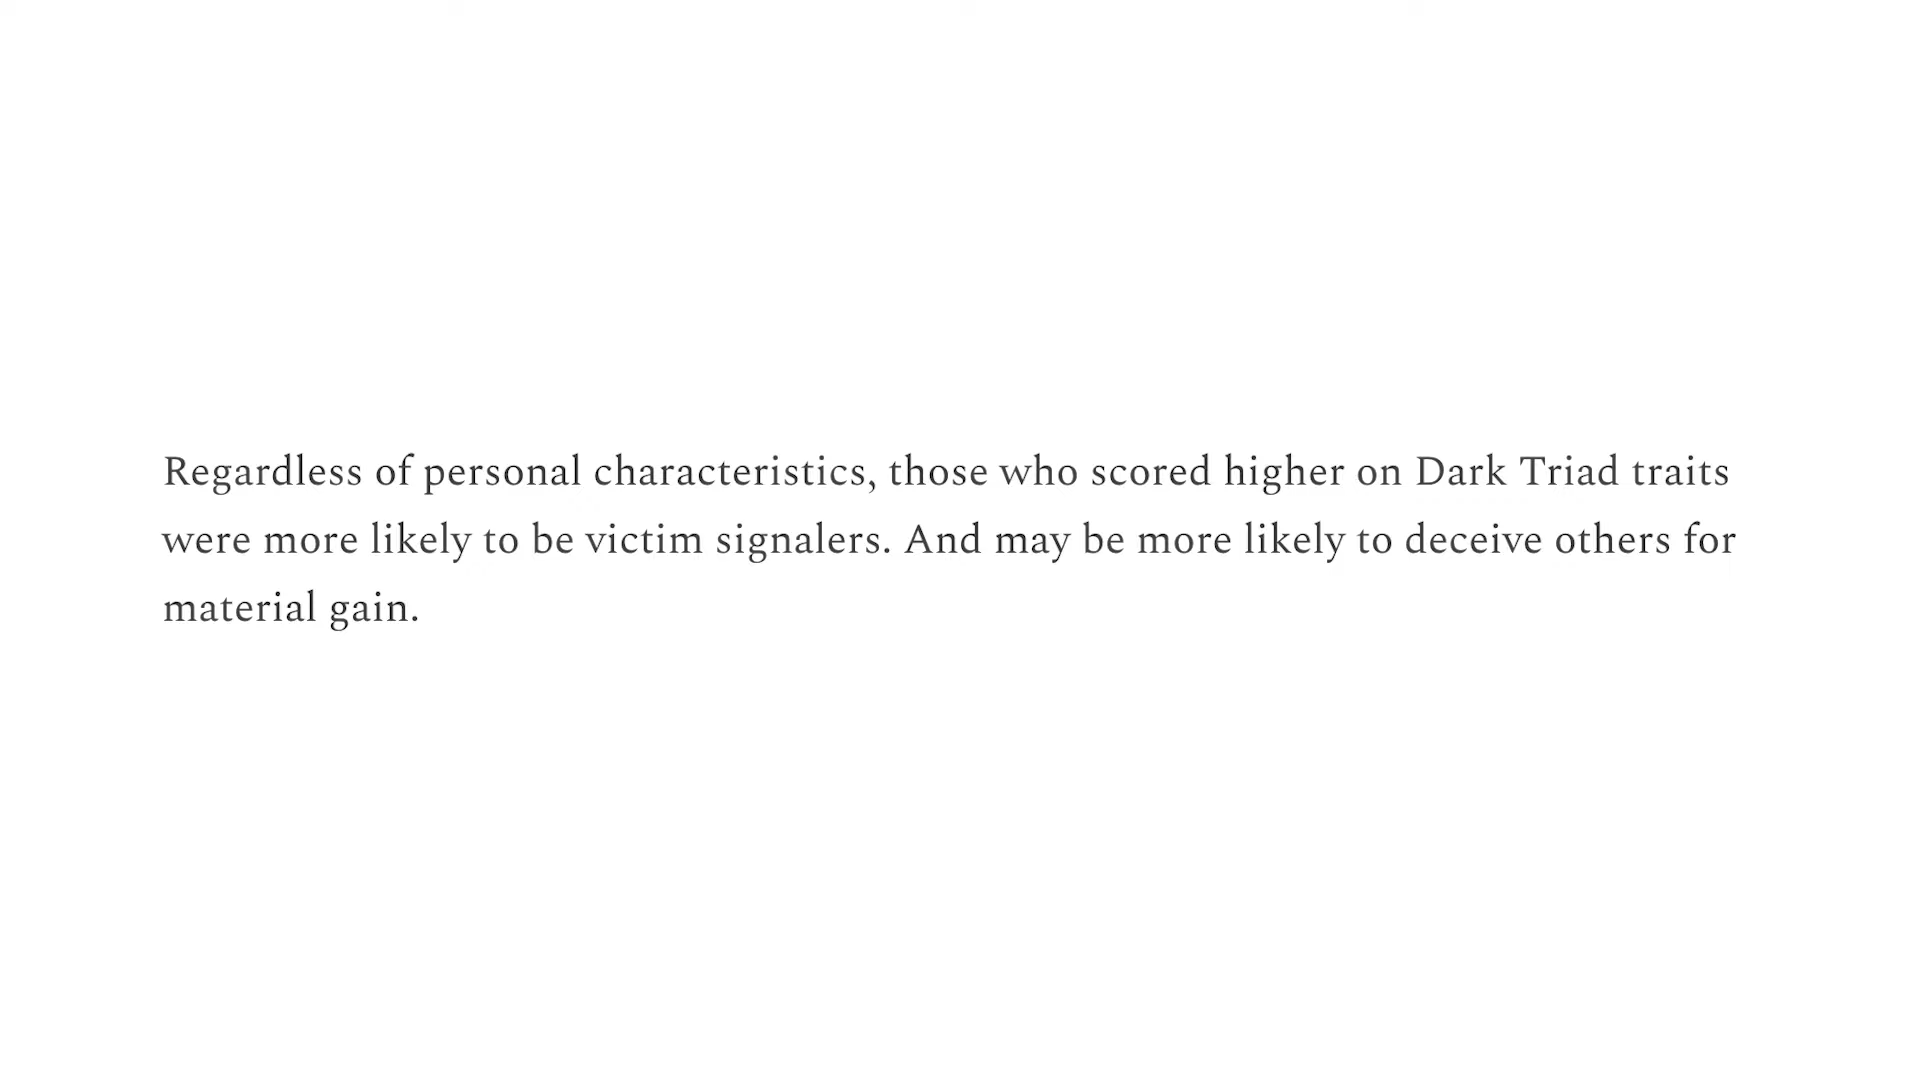 Regardless of personal characteristics, those who scored higher on Dark Triad traits
were more likely to be victim signalers. And may be more likely to deceive others for
material gain.